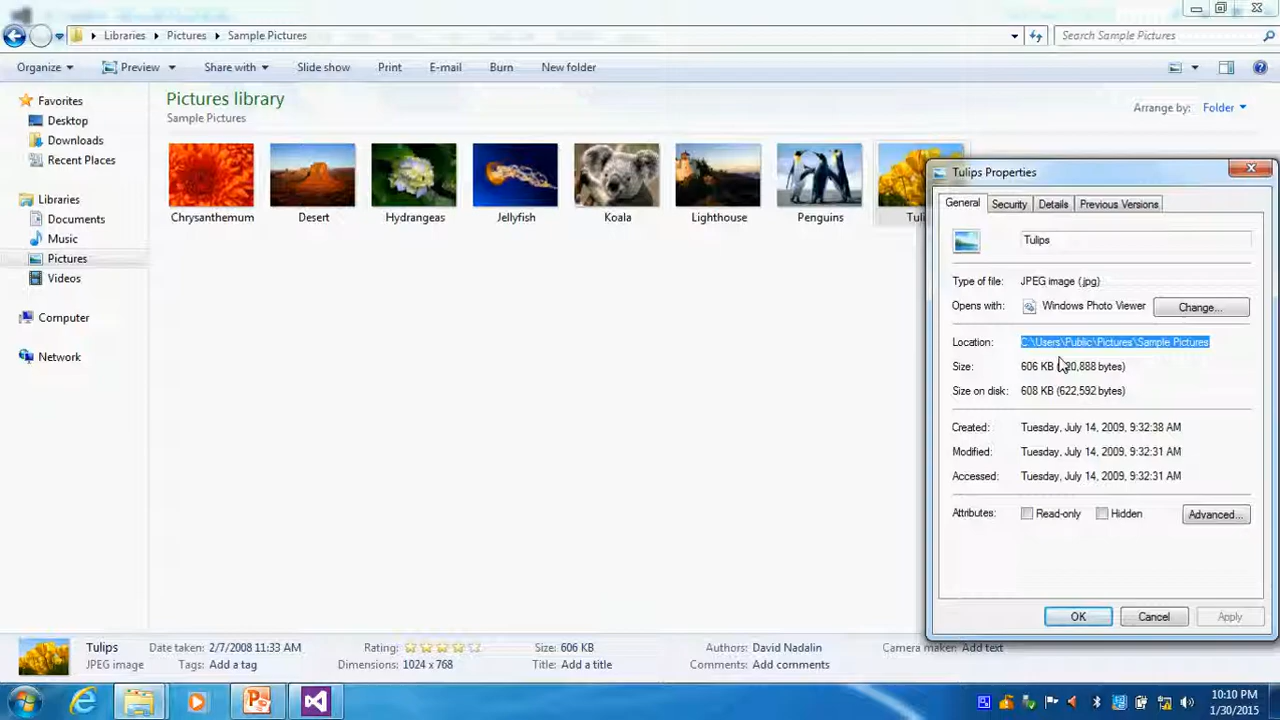 Libraries Pictures Sample Pictures
Search Sample Pictures
Organize Preview Share with Slide show Print E-mail Burn New folder
Favorites
Desktop
Downloads
Recent Places
Libraries
Documents
Music
Pictures
Videos
Computer
Network
Pictures library
Sample Pictures
Arrange by: Folder
Chrysanthemum Desert Hydrangeas Jellyfish Koala Lighthouse Penguins
Tulips Properties
General Security Details Previous Versions
Tulips
Type of file: JPEG image (.jpg)
Opens with: Windows Photo Viewer Change...
Location: C:\Users\Public\Pictures\Sample Pictures
Size: 606 KB bytes)
Size on disk: 608 KB (622,592 bytes)
Created: Tuesday, July 14, 2009, 9:32:38 AM
Modified: Tuesday, July 14, 2009, 9:32:31 AM
Accessed: Tuesday, July 14, 2009, 9:32:31 AM
Attributes: Read-only Hidden Advanced...
OK Cancel Apply
Tulips Date taken: 2/7/2008 11:33 AM Rating: Size: 606 KB Authors: David Nadalin Camera maker: Add text
JPEG image Tags: Add a tag Dimensions: 1024 x 768 Title: Add a title Comments: Add comments
10:10 PM
1/30/2015